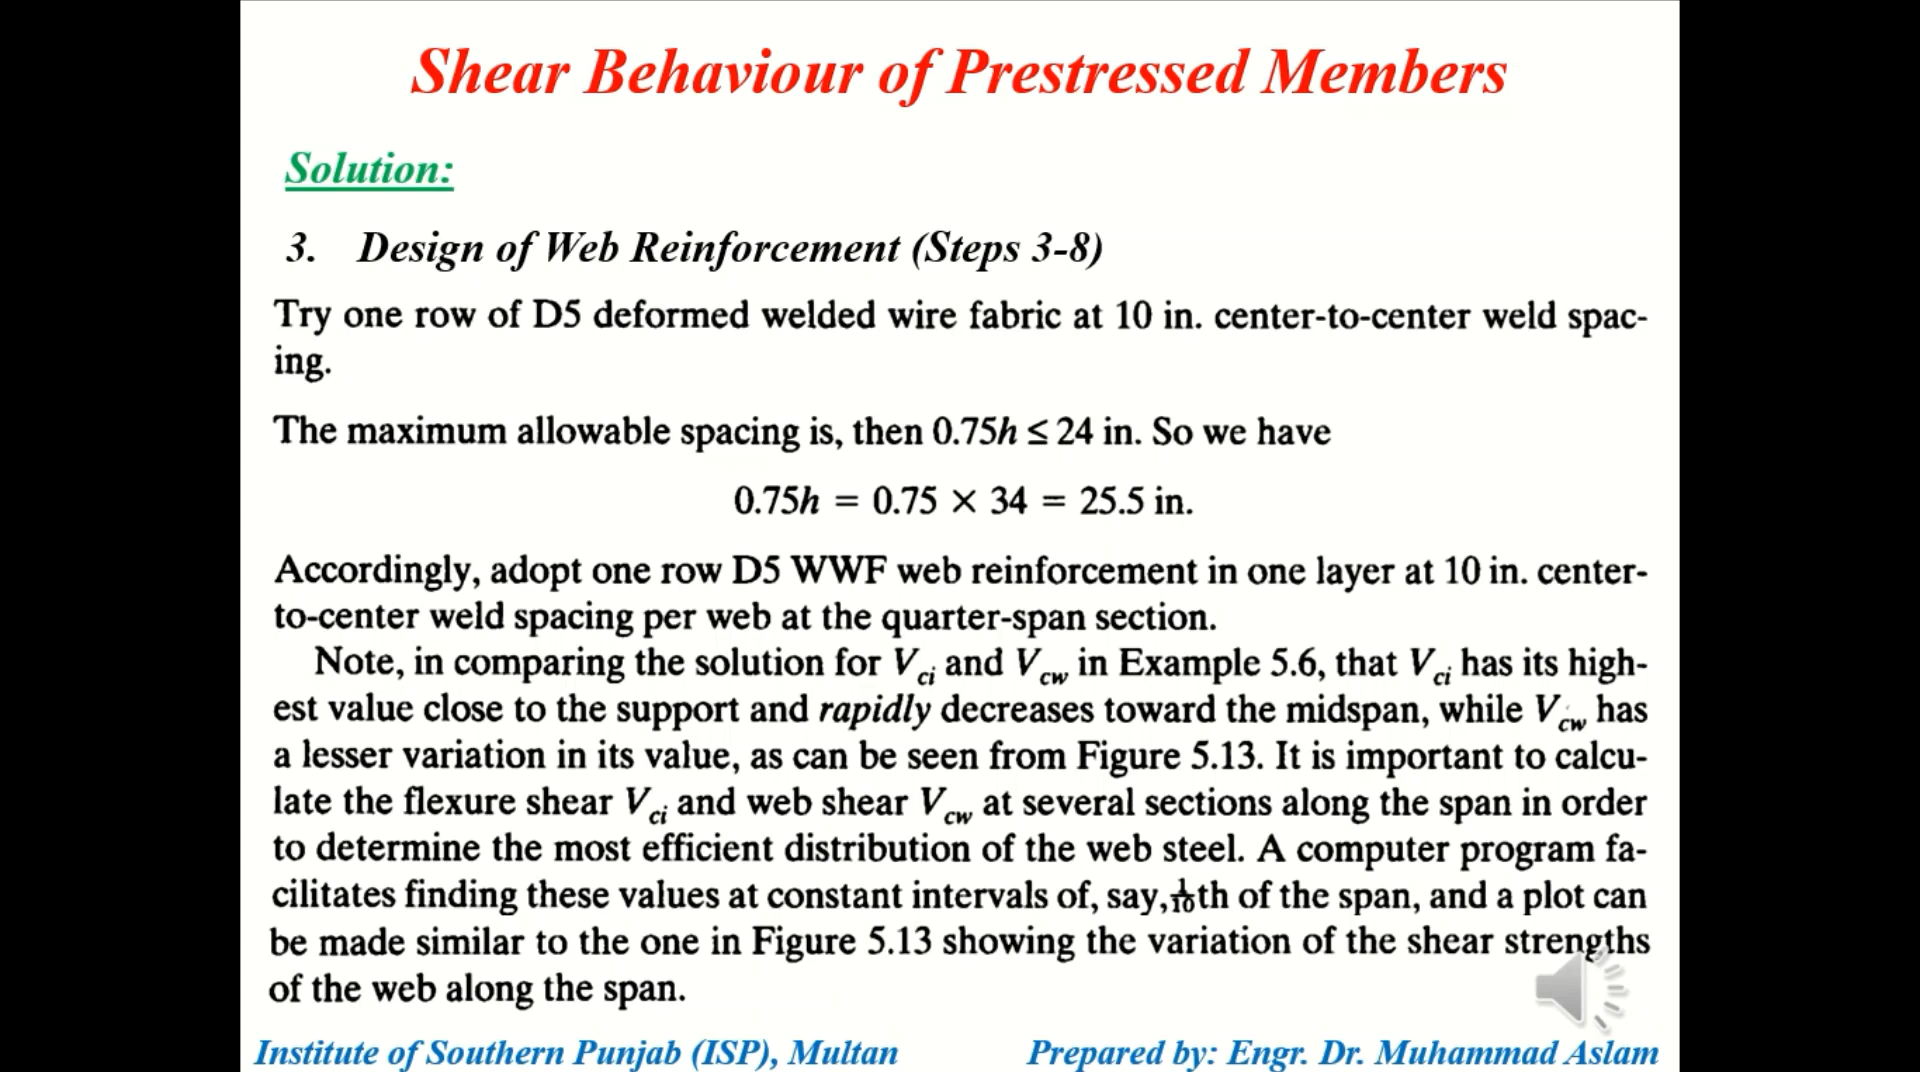 Shear Behaviour of Prestressed Members
Solution:
3. Design of Web Reinforcement (Steps 3-8)
Try one row of D5 deformed welded wire fabric at 10 in. center-to-center weld spac-
ing.
The maximum allowable spacing is, then 0.75h ≤ 24 in. So we have
0.75h = 0.75 × 34 = 25.5 in.
Accordingly, adopt one row D5 WWF web reinforcement in one layer at 10 in. center-
to-center weld spacing per web at the quarter-span section.
Note, in comparing the solution for V_ci and V_cw in Example 5.6, that V_ci has its high-
est value close to the support and rapidly decreases toward the midspan, while V_cw has
a lesser variation in its value, as can be seen from Figure 5.13. It is important to calcu-
late the flexure shear V_ci and web shear V_cw at several sections along the span in order
to determine the most efficient distribution of the web steel. A computer program fa-
cilitates finding these values at constant intervals of, say, 1/10th of the span, and a plot can
be made similar to the one in Figure 5.13 showing the variation of the shear strengths
of the web along the span.
Institute of Southern Punjab (ISP), Multan
Prepared by: Engr. Dr. Muhammad Aslam